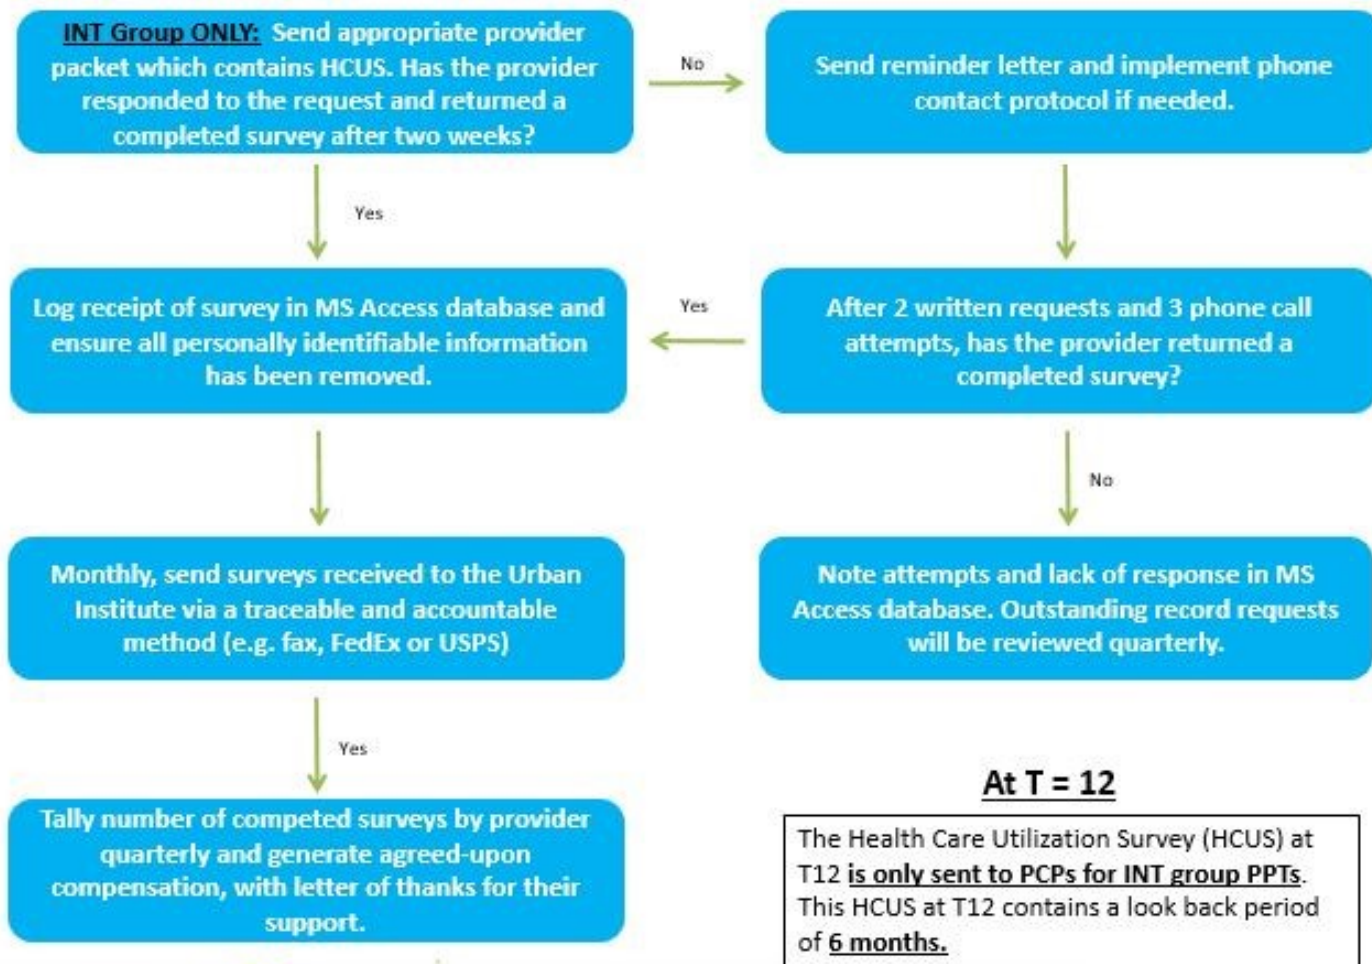 INT Group ONLY: Send appropriate provider
packet which contains HCUS. Has the provider
responded to the request and returned a
completed survey after two weeks?
No
Send reminder letter and implement phone
contact protocol if needed.
Yes
Log receipt of survey in MS Access database and
ensure all personally identifiable information
has been removed.
Yes
After 2 written requests and 3 phone call
attempts, has the provider returned a
completed survey?
No
Monthly, send surveys received to the Urban
Institute via a traceable and accountable
method (e.g. fax, FedEx or USPS)
Note attempts and lack of response in MS
Access database. Outstanding record requests
will be reviewed quarterly.
Yes
Tally number of competed surveys by provider
quarterly and generate agreed-upon
compensation, with letter of thanks for their
support.
At T = 12
The Health Care Utilization Survey (HCUS) at
T12 is only sent to PCPs for INT group PPTs.
This HCUS at T12 contains a look back period
of 6 months.